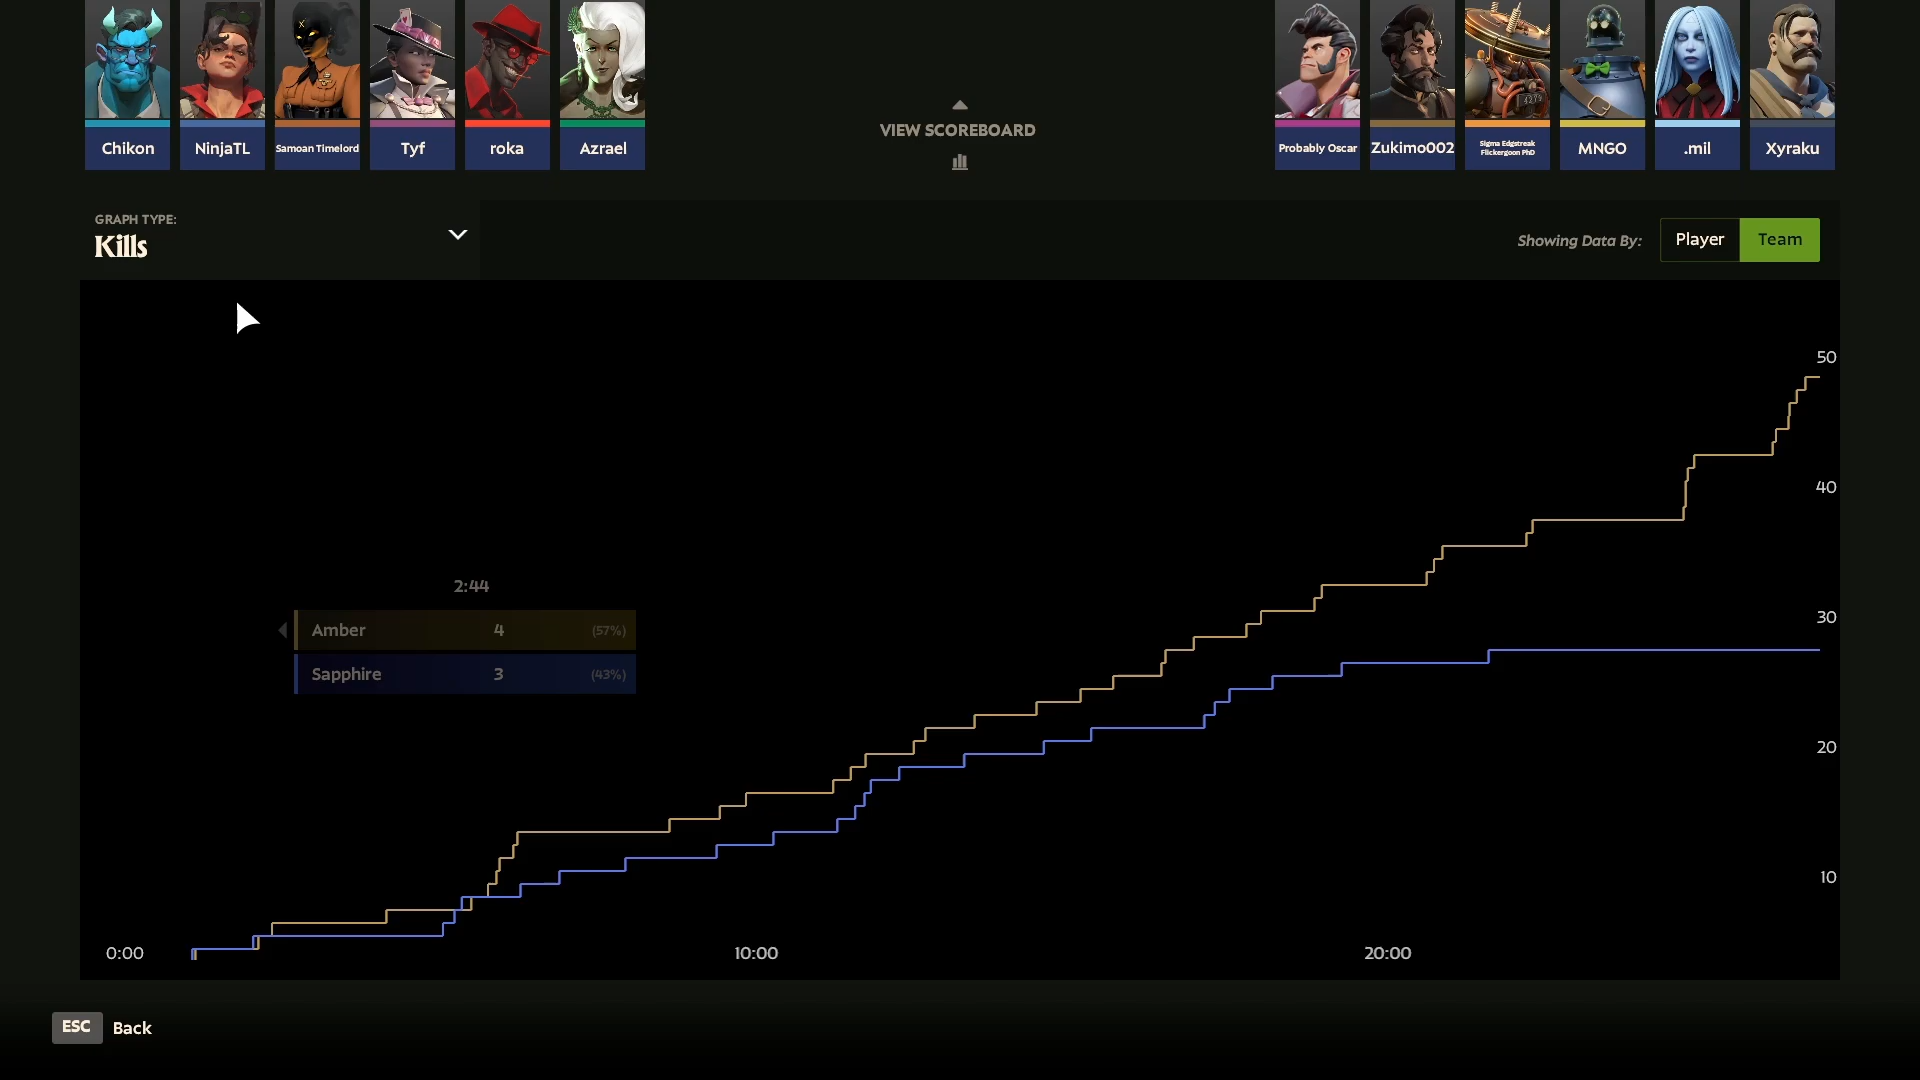 Chikon
NinjaTL
Samoan Timelord
Tyf
roka
Azrael
VIEW SCOREBOARD
Probably Oscar
Zukimo002
Sigma Edgstreak
Flickergoon PhD
MNGO
.mil
Xyraku
GRAPH TYPE:
Kills
Showing Data By:
Player
Team
50
40
30
20
10
2:44
Amber 4 (57%)
Sapphire 3 (43%)
0:00
10:00
20:00
ESC
Back